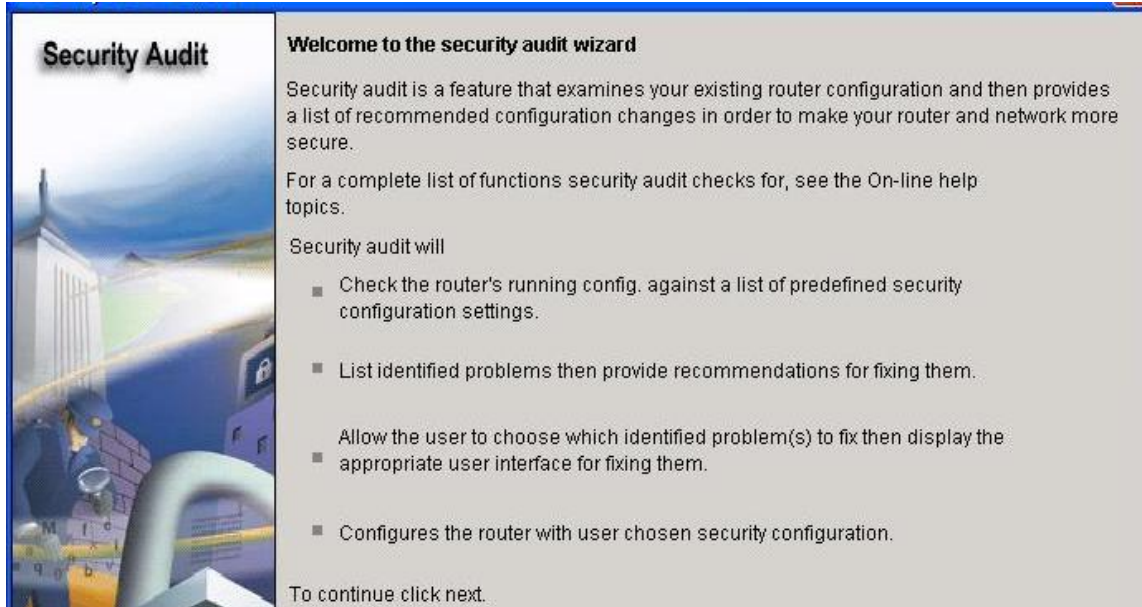 Security Audit
Welcome to the security audit wizard
Security audit is a feature that examines your existing router configuration and then provides
a list of recommended configuration changes in order to make your router and network more
secure.
For a complete list of functions security audit checks for, see the On-line help
topics.
Security audit will
Check the router's running config. against a list of predefined security
configuration settings.
List identified problems then provide recommendations for fixing them.
Allow the user to choose which identified problem(s) to fix then display the
appropriate user interface for fixing them.
Configures the router with user chosen security configuration.
To continue click next.